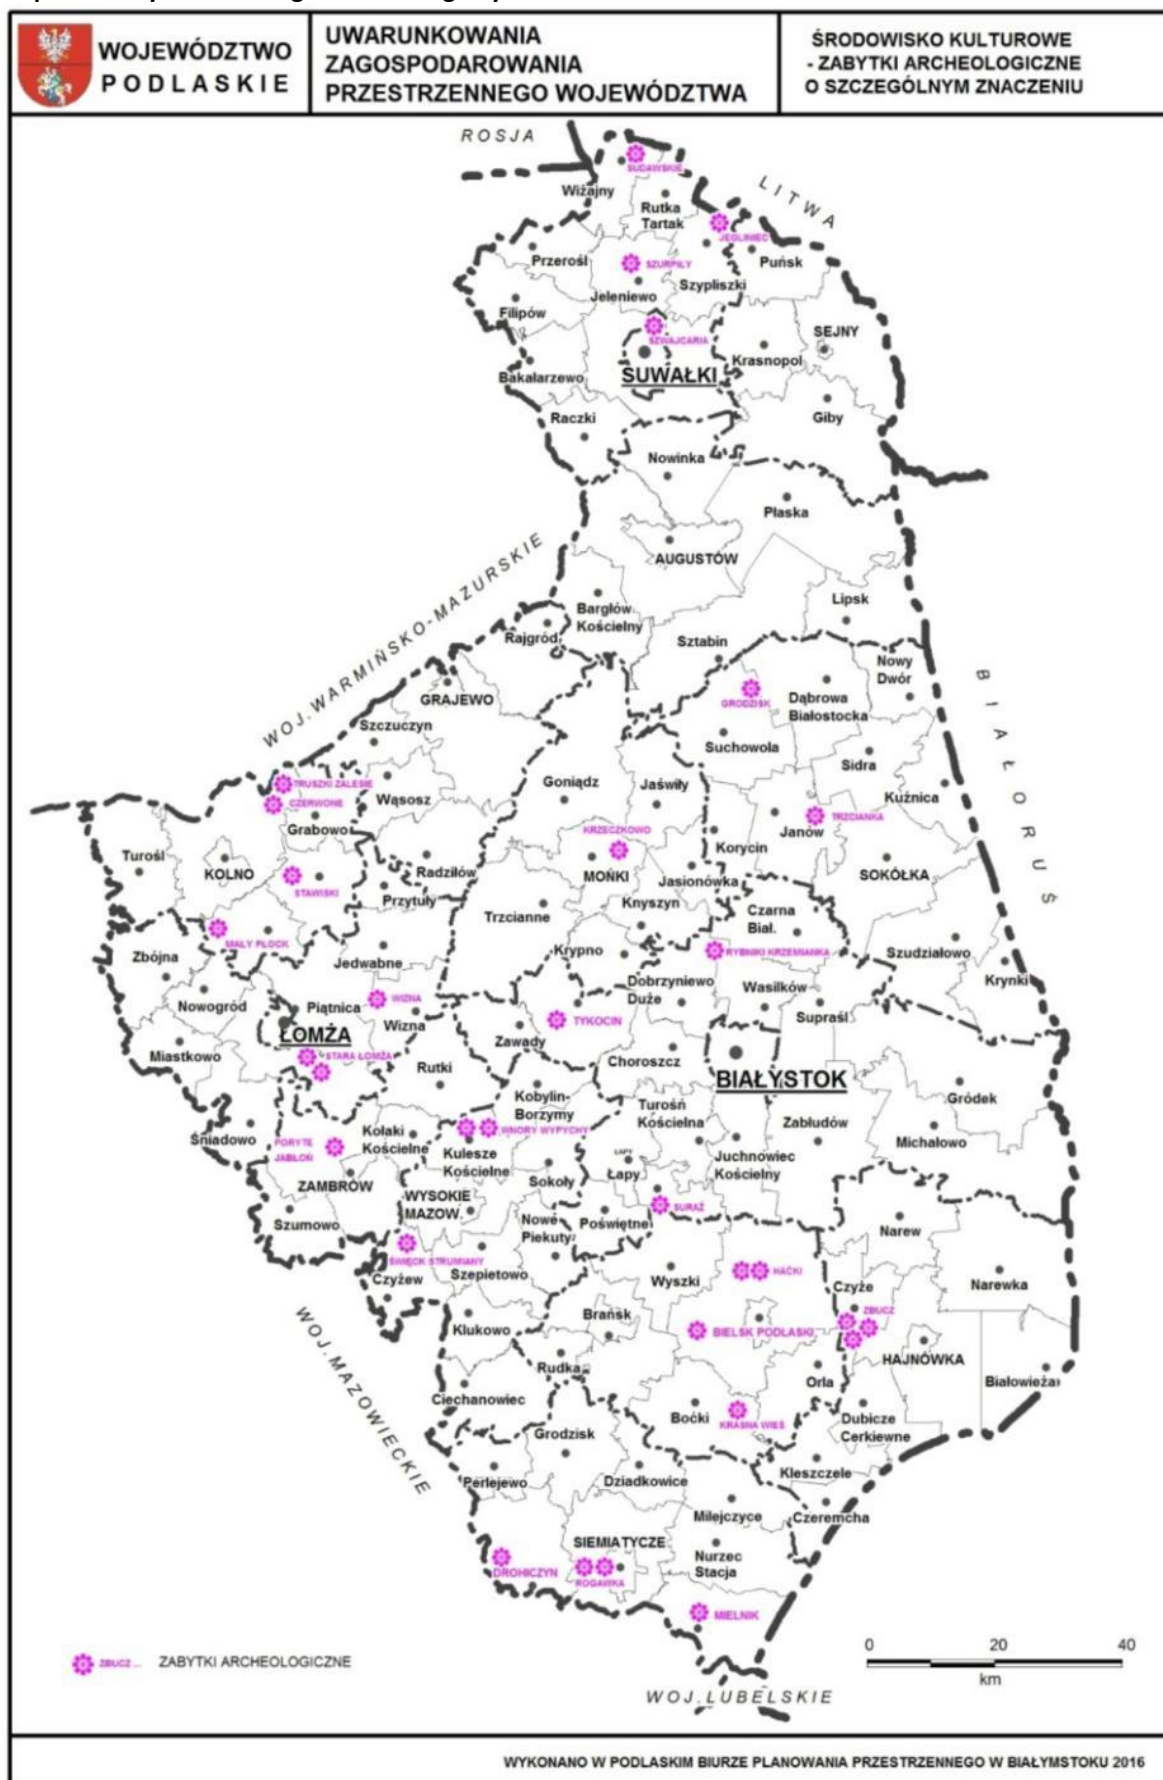 WOJEWÓDZTWO
PODLASKIE
UWARUNKOWANIA
ZAGOSPODAROWANIA
PRZESTRZENNEGO WOJEWÓDZTWA
ŚRODOWISKO KULTUROWE
- ZABYTKI ARCHEOLOGICZNE
O SZCZEGÓLNYM ZNACZENIU
ROSJA
LITWA
SUDAWSKIE
Wiżajny
Rutka
Tartak
JEGLINIEC
Puńsk
Przerośl
SZURPIŁY
Szypliszki
Jeleniewo
Filipów
SZWAJCARIA
SEJNY
Krasnopol
SUWAŁKI
Bakałarzewo
Raczki
Giby
Nowinka
Płaska
WOJ. WARMIŃSKO-MAZURSKIE
AUGUSTÓW
Lipsk
Bargłów
Kościelny
Rajgród
Sztabin
Nowy
Dwór
BIAŁORUŚ
GRAJEWO
GRODZISK
Dąbrowa
Białostocka
Szczuczyn
Suchowola
Sidra
TRUSZKI ZALESIE
CZERWONE
Wąsosz
Goniądz
Jaświły
Kuźnica
Grabowo
KRZECZKOWO
Janów
TRZCIANKA
Korycin
Turośl
KOLNO
Radziłów
MOŃKI
Jasionówka
SOKÓŁKA
STAWISKI
Przytuły
Knyszyn
Trzcianne
Czarna
Biał.
MAŁY PŁOCK
Zbójna
Jedwabne
Krypno
RYBNIKI KRZEMIANKA
Szudziałowo
Krynki
Dobrzyniewo
Duże
Wasilków
Nowogród
Piątnica
WIZNA
Wizna
TYKOCIN
Supraśl
ŁOMŻA
Zawady
Miastkowo
STARA ŁOMŻA
Rutki
Choroszcz
BIAŁYSTOK
Kobylin-
Borzymy
Turośń
Kościelna
Gródek
Zabłudów
Śniadowo
PORYTE
JABŁOŃ
Kołaki
Kościelne
WNORY WYPYCHY
Kulesze
Kościelne
Michałowo
ŁAPY
Łapy
Juchnowiec
Kościelny
ZAMBRÓW
Sokoły
WYSOKIE
MAZOW.
SURAŻ
Szumowo
Nowe
Piekuty
Poświętne
Narew
ŚWIĘCK STRUMIANY
Czyżew
Szepietowo
Wyszki
HAĆKI
Czyże
Narewka
ZBUCZ
Klukowo
Brańsk
BIELSK PODLASKI
HAJNÓWKA
WOJ. MAZOWIECKIE
Rudka
Orla
Białowieża
Ciechanowiec
Boćki
KRASNA WIEŚ
Dubicze
Cerkiewne
Grodzisk
Perlejewo
Dziadkowice
Kleszczele
Milejczyce
Czeremcha
SIEMIATYCZE
Nurzec
Stacja
DROHICZYN
ROGAWKA
MIELNIK
ZBUCZ ...
ZABYTKI ARCHEOLOGICZNE
0 20 40
km
WOJ. LUBELSKIE
WYKONANO W PODLASKIM BIURZE PLANOWANIA PRZESTRZENNEGO W BIAŁYMSTOKU 2016